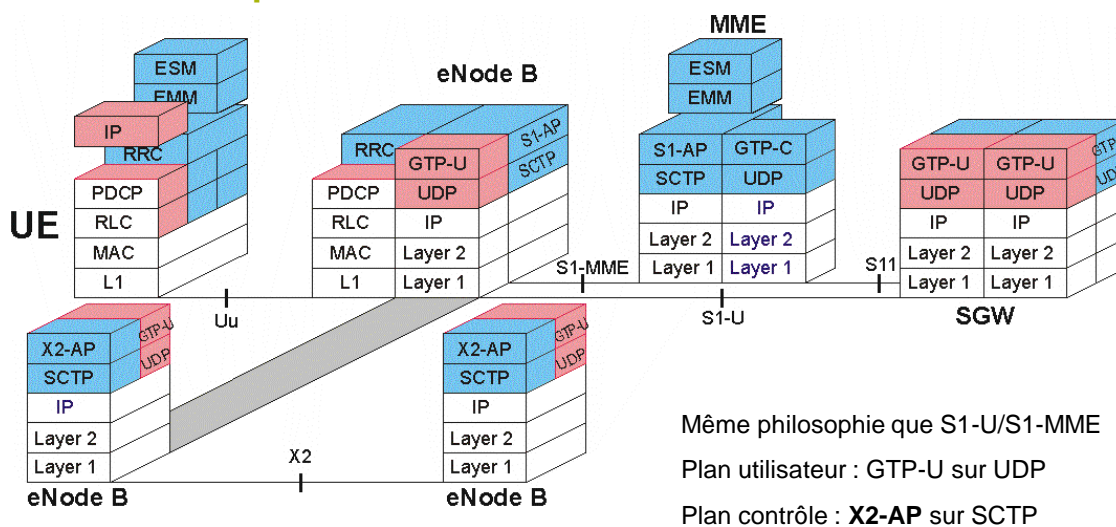 MME
eNode B
UE
ESM
EMM
IP
RRC
PDCP
RLC
MAC
L1
RRC
S1-AP
SCTP
GTP-U
PDCP
UDP
RLC
IP
MAC
Layer 2
L1
Layer 1
ESM
EMM
S1-AP
GTP-C
SCTP
UDP
IP
IP
Layer 2
Layer 2
Layer 1
Layer 1
GTP-U
GTP-U
UDP
UDP
IP
IP
Layer 2
Layer 2
Layer 1
Layer 1
SGW
Uu
S1-MME
S1-U
S11
X2-AP
SCTP
IP
Layer 2
Layer 1
GTP-U
UDP
eNode B
X2
X2-AP
SCTP
IP
Layer 2
Layer 1
GTP-U
UDP
eNode B
Même philosophie que S1-U/S1-MME
Plan utilisateur : GTP-U sur UDP
Plan contrôle : X2-AP sur SCTP